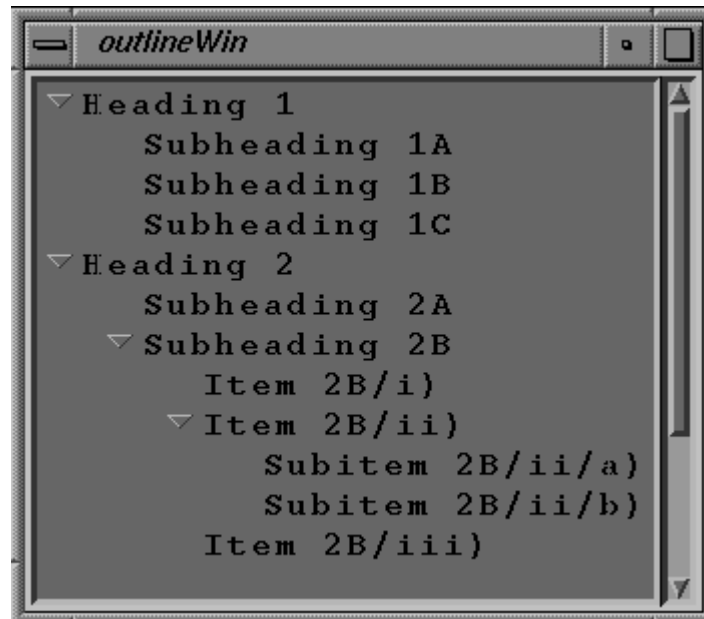 outlineWin
Heading 1
Subheading 1A
Subheading 1B
Subheading 1C
Heading 2
Subheading 2A
Subheading 2B
Item 2B/i)
Item 2B/ii)
Subitem 2B/ii/a)
Subitem 2B/ii/b)
Item 2B/iii)